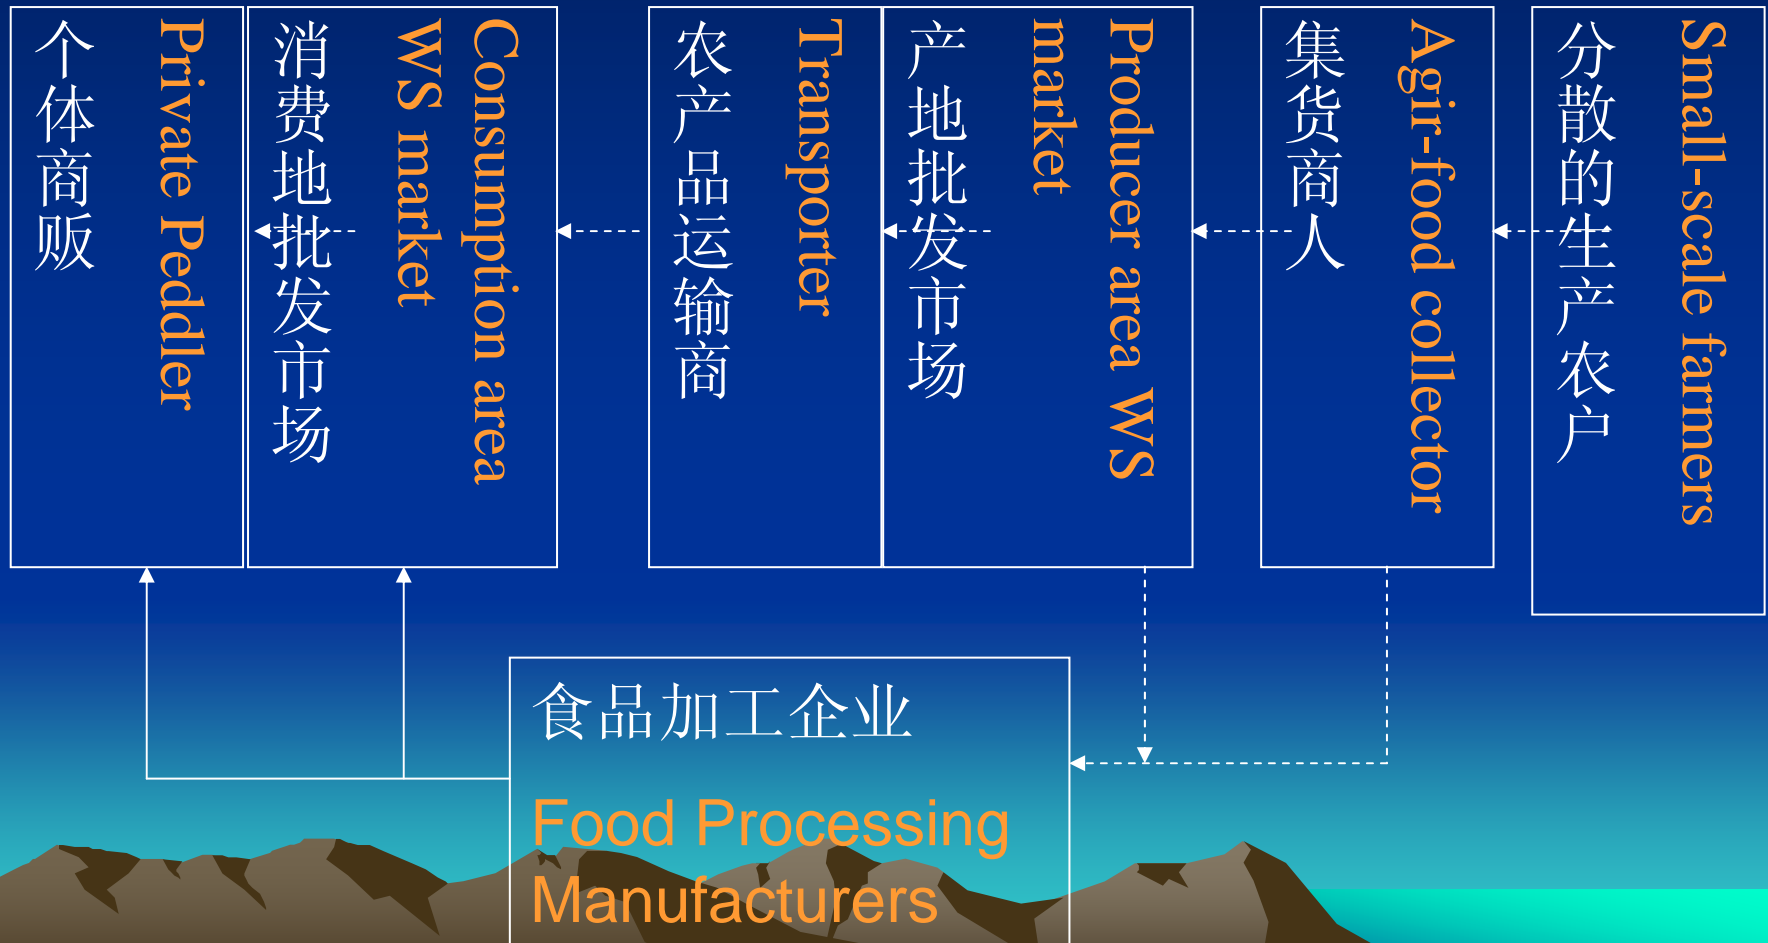 个体商贩
Private Peddler
消费地批发市场
Consumption area
WS market
农产品运输商
Transporter
产地批发市场
Producer area WS
market
集货商人
Agir-food collector
分散的生产农户
Small-scale farmers
食品加工企业
Food Processing
Manufacturers